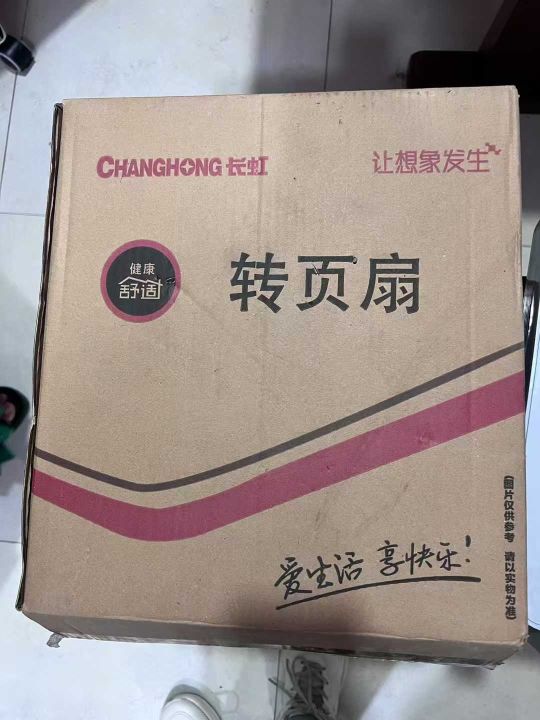 CHANGHONG 长虹
让想象发生
健康
舒适
转页扇
爱生活 享快乐!
(图片仅供参考 请以实物为准)